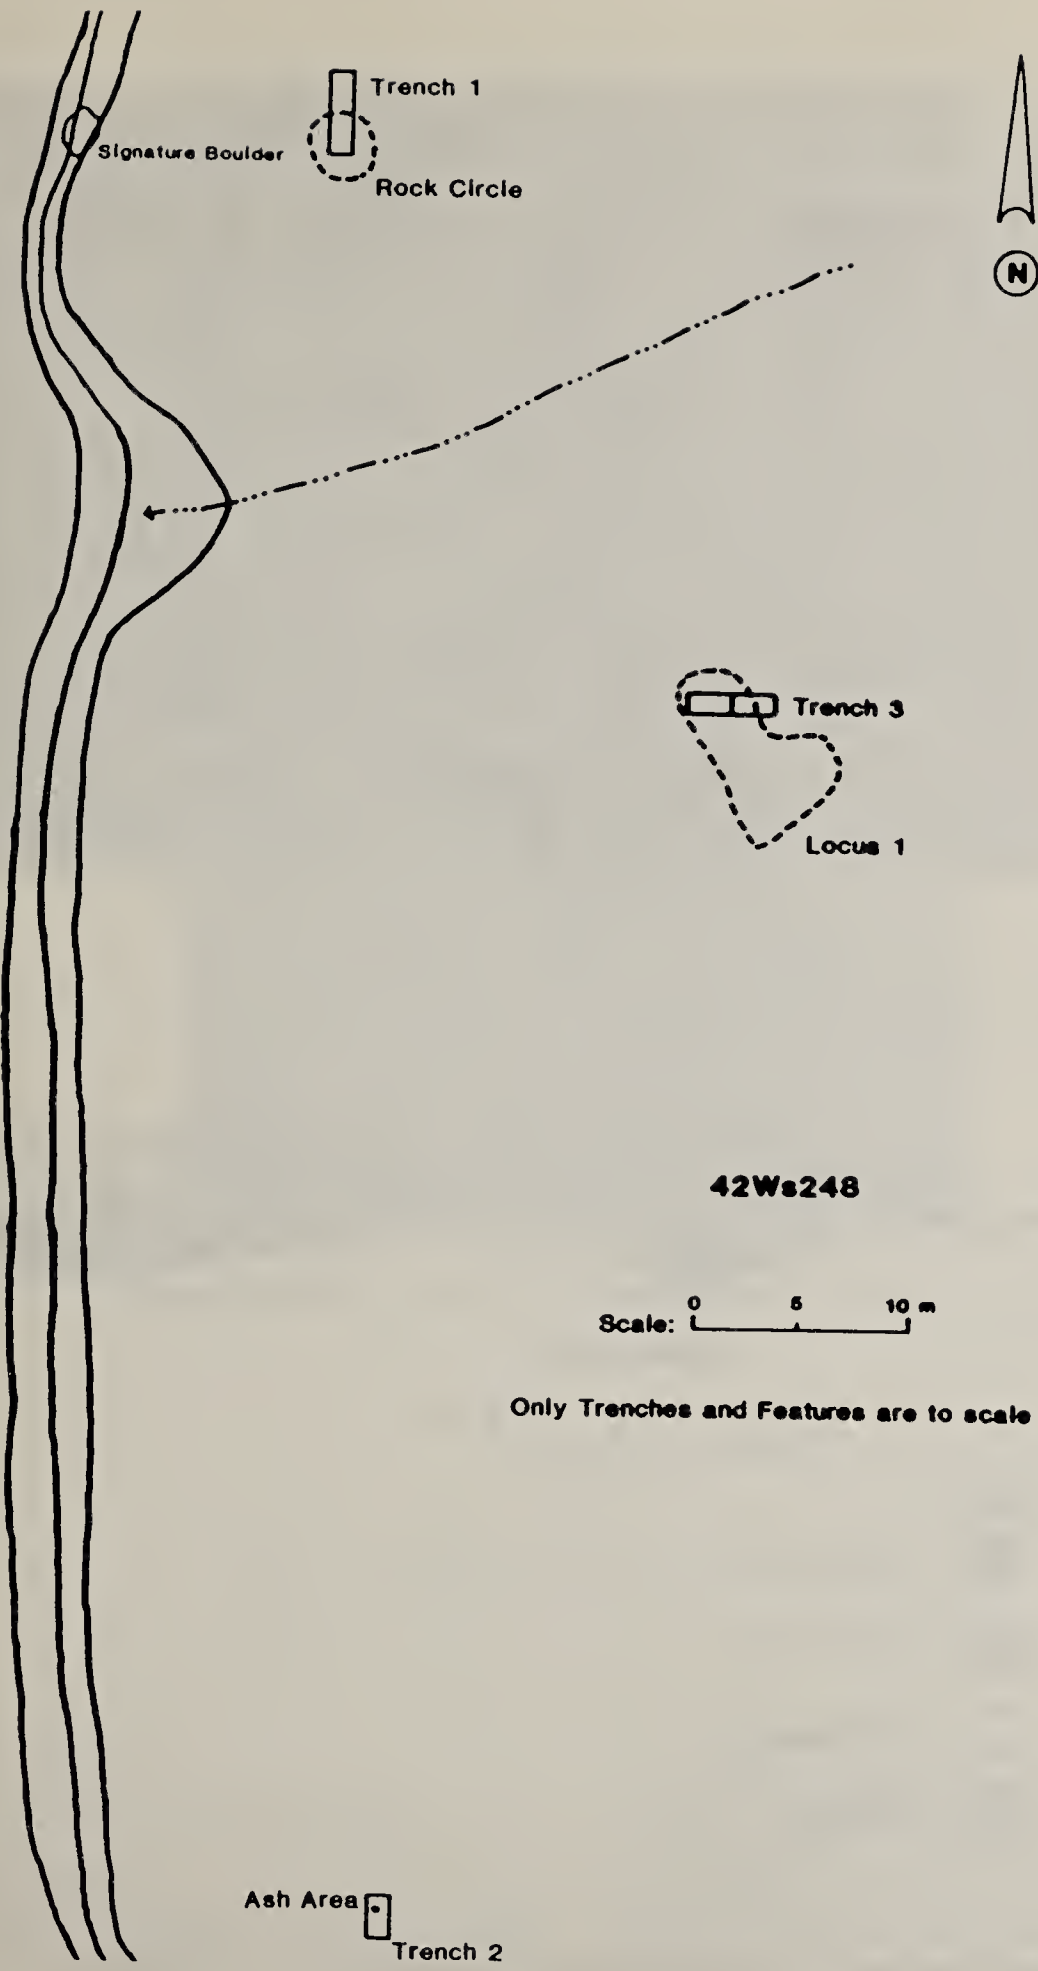 Trench 1
Signature Boulder
Rock Circle
N
Trench 3
Locus 1
42Ws248
0 5 10 m
Scale:
Only Trenches and Features are to scale
Ash Area
Trench 2